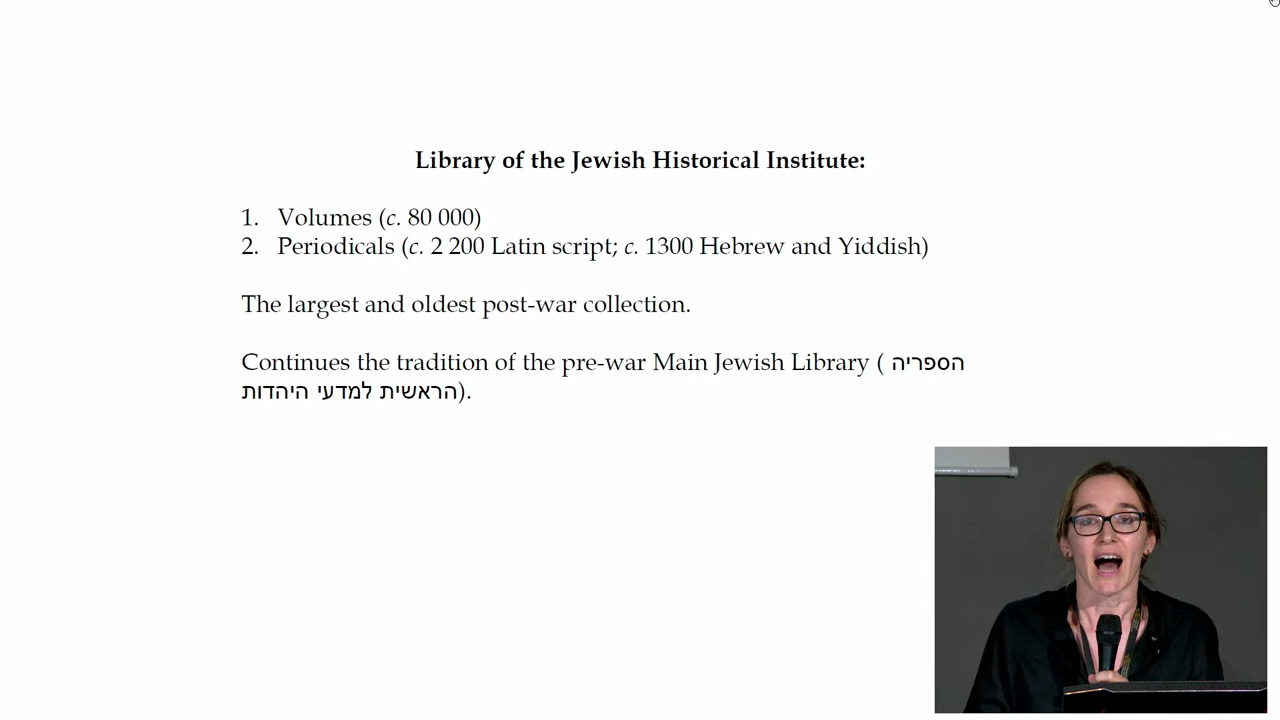 Library of the Jewish Historical Institute:
1. Volumes (c. 80 000)
2. Periodicals (c. 2 200 Latin script; c. 1300 Hebrew and Yiddish)
The largest and oldest post-war collection.
Continues the tradition of the pre-war Main Jewish Library ( הספריה
הראשית למדעי היהדות).